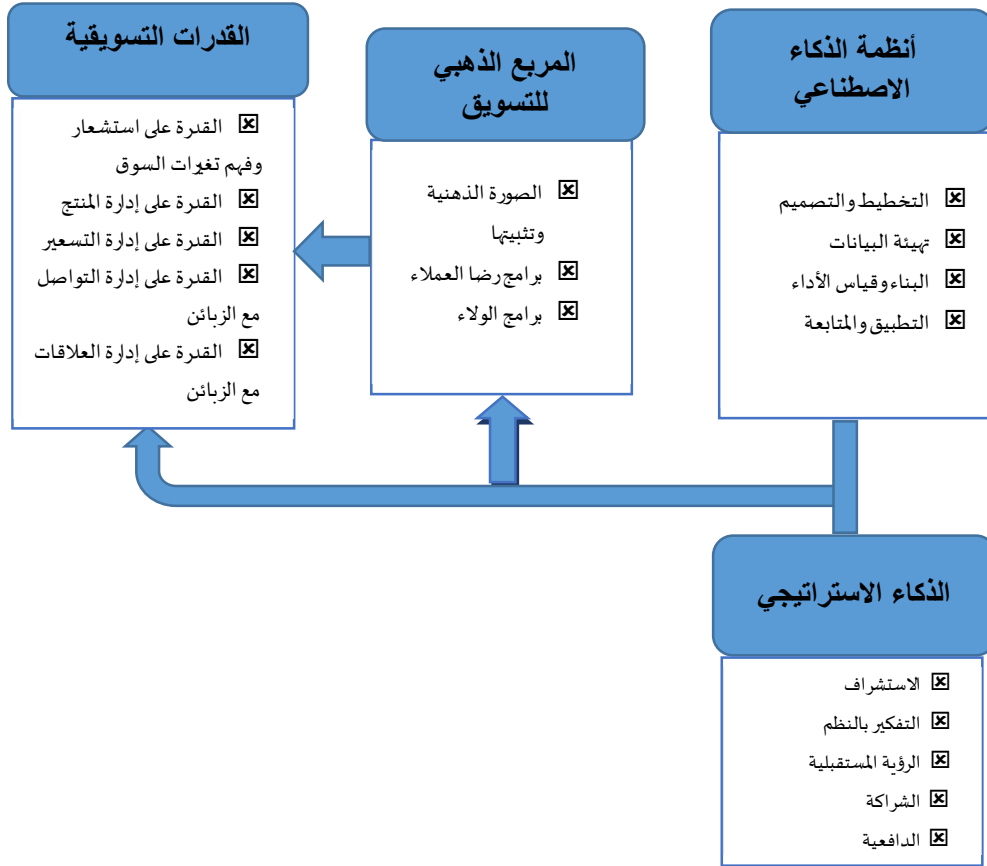 أنظمة الذكاء
الاصطناعي
التخطيط والتصميم
تهيئة البيانات
البناء وقياس الأداء
التطبيق والمتابعة
المربع الذهبي
للتسويق
الصورة الذهنية
وتثبيتها
برامج رضا العملاء
برامج الولاء
القدرات التسويقية
القدرة على استشعار
وفهم تغيرات السوق
القدرة على إدارة المنتج
القدرة على إدارة التسعير
القدرة على إدارة التواصل
مع الزبائن
القدرة على إدارة العلاقات
مع الزبائن
الذكاء الاستراتيجي
الاستشراف
التفكير بالنظم
الرؤية المستقبلية
الشراكة
الدافعية